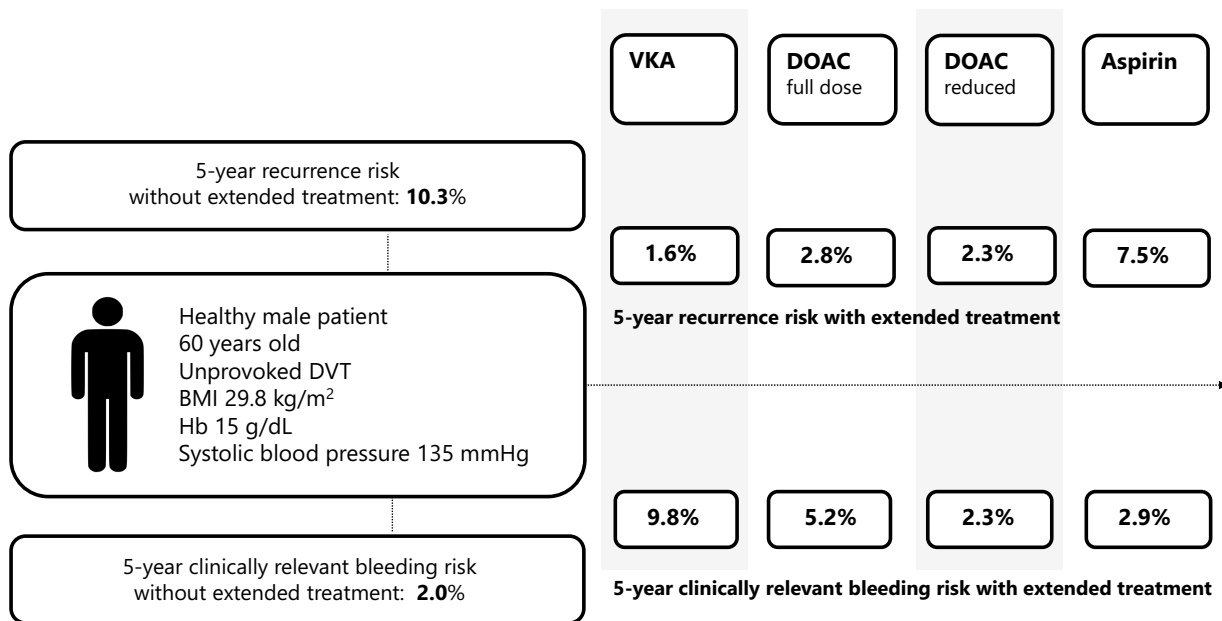 VKA
DOAC
full dose
DOAC
reduced
Aspirin
5-year recurrence risk
without extended treatment: 10.3%
1.6%
2.8%
2.3%
7.5%
5-year recurrence risk with extended treatment
Healthy male patient
60 years old
Unprovoked DVT
BMI 29.8 kg/m²
Hb 15 g/dL
Systolic blood pressure 135 mmHg
9.8%
5.2%
2.3%
2.9%
5-year clinically relevant bleeding risk
without extended treatment: 2.0%
5-year clinically relevant bleeding risk with extended treatment